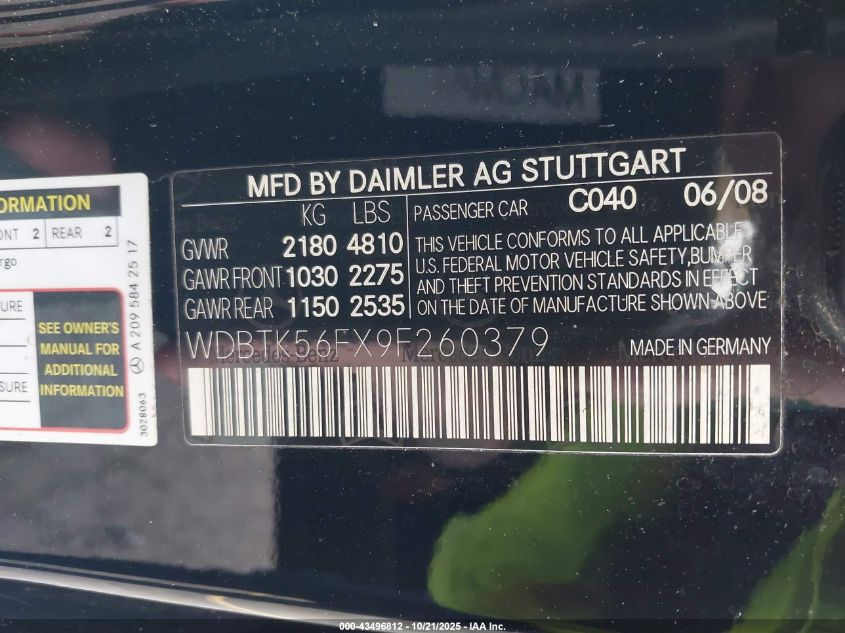 MFD BY DAIMLER AG STUTTGART
KG LBS
PASSENGER CAR C040 06/08
GVWR 2180 4810
GAWR FRONT 1030 2275
GAWR REAR 1150 2535
THIS VEHICLE CONFORMS TO ALL APPLICABLE
U.S. FEDERAL MOTOR VEHICLE SAFETY, BUMPER
AND THEFT PREVENTION STANDARDS IN EFFECT
ON THE DATE OF MANUFACTURE SHOWN ABOVE
WDBTK56FX9F260379
MADE IN GERMANY
ORMATION
ONT 2 REAR 2
rgo
URE
SSURE
SEE OWNER'S
MANUAL FOR
ADDITIONAL
INFORMATION
A 209 584 25 17
3028063
000-43496812 - 10/21/2025 - IAA Inc.